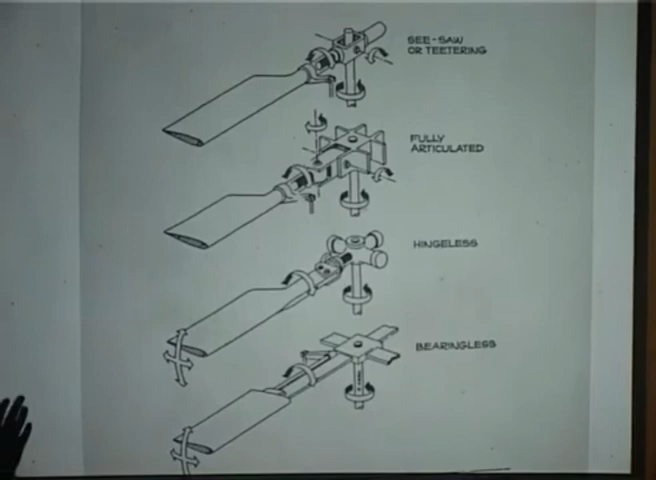 SEE-SAW
OR TEETERING
FULLY
ARTICULATED
HINGELESS
BEARINGLESS